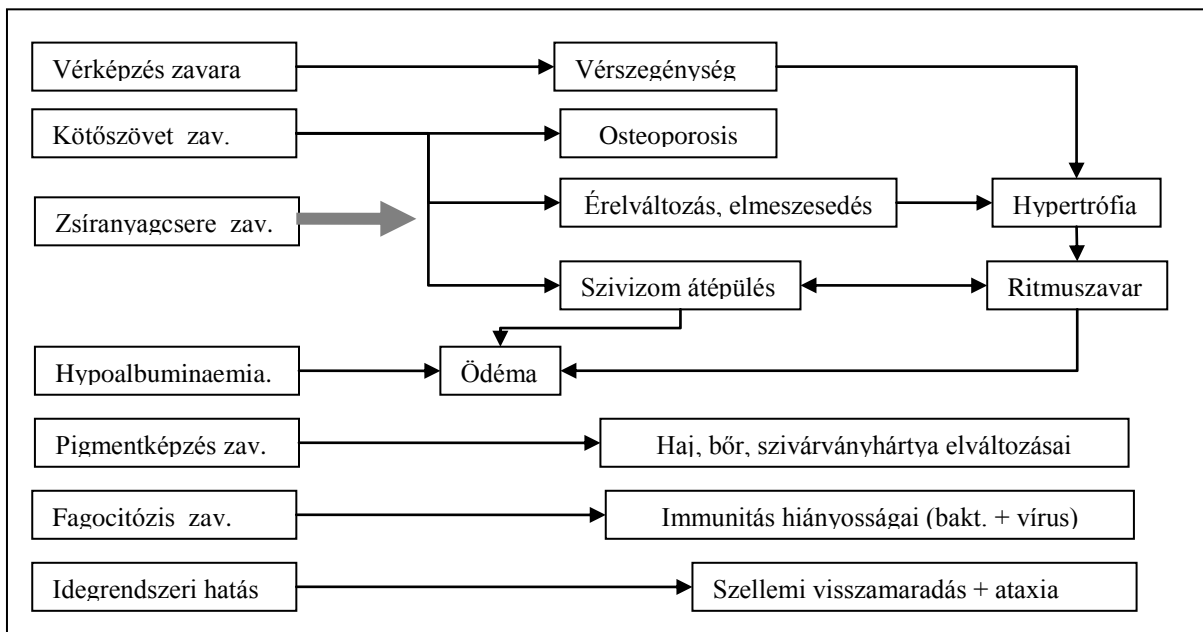 Vérképzés zavara
Vérszegénység
Kötőszövet zav.
Osteoporosis
Zsíranyagcsere zav.
Érelváltozás, elmeszesedés
Hypertrófia
Szivizom átépülés
Ritmuszavar
Hypoalbuminaemia.
Ödéma
Pigmentképzés zav.
Haj, bőr, szivárványhártya elváltozásai
Fagocitózis zav.
Immunitás hiányosságai (bakt. + vírus)
Idegrendszeri hatás
Szellemi visszamaradás + ataxia